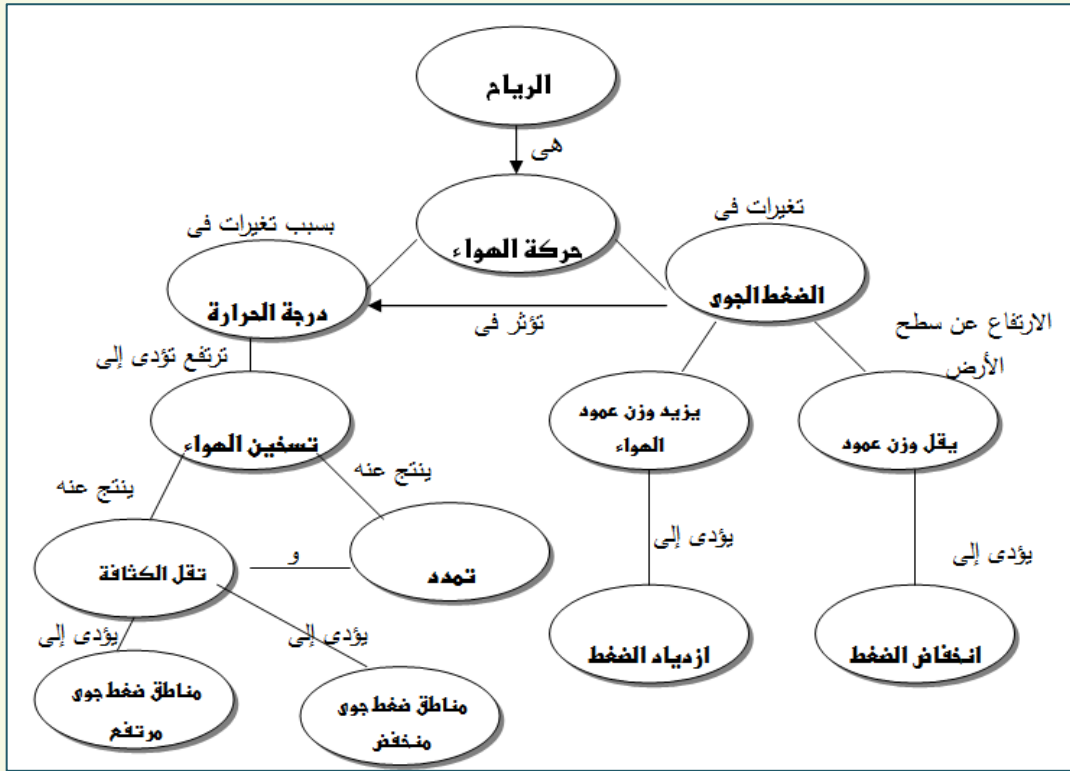 الرياح
هى
حركة الهواء
تغيرات فى
بسبب تغيرات فى
الضغط الجوى
درجة الحرارة
تؤثر فى
الارتفاع عن سطح
الأرض
ترتفع تؤدى إلى
يزيد وزن عمود
الهواء
يقل وزن عمود
تسخين الهواء
ينتج عنه
ينتج عنه
يؤدى إلى
يؤدى إلى
و
تمدد
تقل الكثافة
يؤدى إلى
يؤدى إلى
ازدياد الضغط
انخفاض الضغط
مناطق ضغط جوى
مرتفع
مناطق ضغط جوى
منخفض